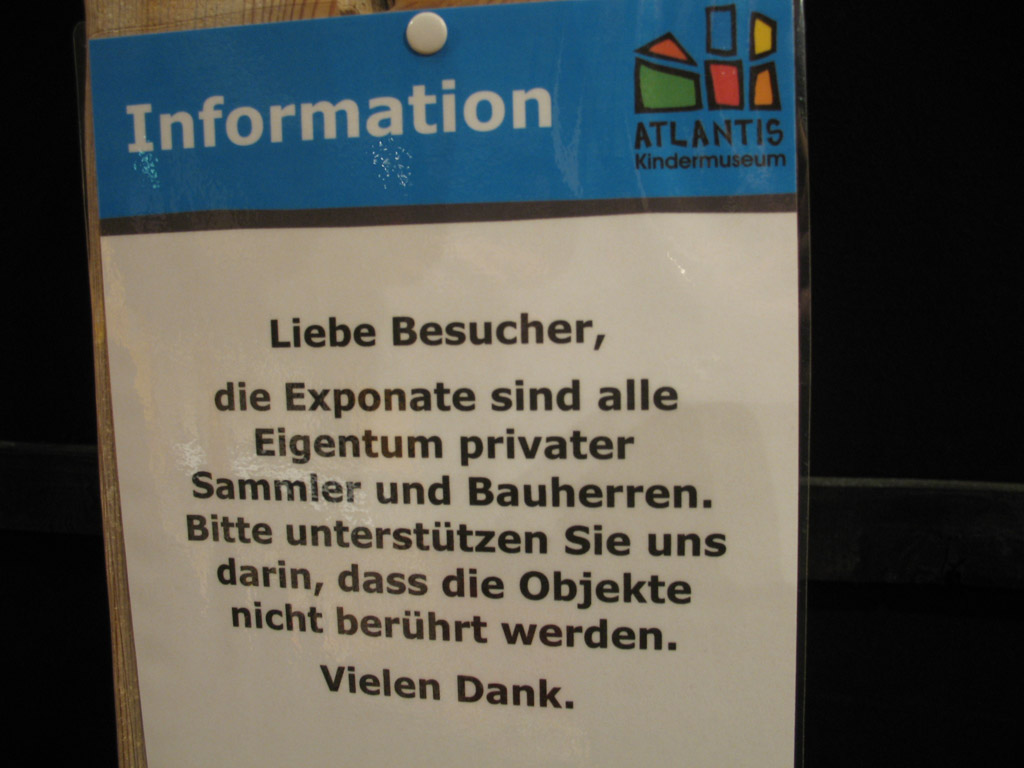 Information
ATLANTIS
Kindermuseum
Liebe Besucher,
die Exponate sind alle
Eigentum privater
Sammler und Bauherren.
Bitte unterstützen Sie uns
darin, dass die Objekte
nicht berührt werden.
Vielen Dank.